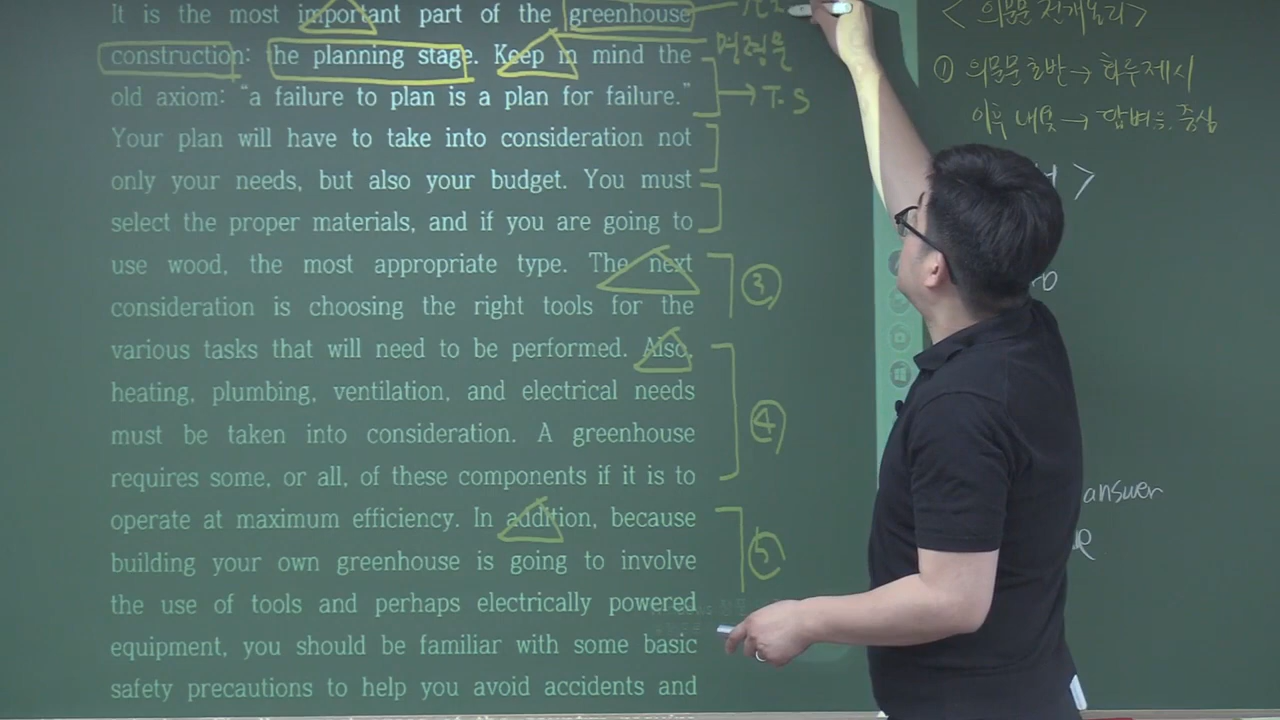 It is the most important part of the greenhouse
construction: the planning stage. Keep in mind the
old axiom: “a failure to plan is a plan for failure.”
Your plan will have to take into consideration not
only your needs, but also your budget. You must
select the proper materials, and if you are going to
use wood, the most appropriate type. The next
consideration is choosing the right tools for the
various tasks that will need to be performed. Also,
heating, plumbing, ventilation, and electrical needs
must be taken into consideration. A greenhouse
requires some, or all, of these components if it is to
operate at maximum efficiency. In addition, because
building your own greenhouse is going to involve
the use of tools and perhaps electrically powered
equipment, you should be familiar with some basic
safety precautions to help you avoid accidents and
명령문
→ T.S
③
④
⑤
< 의문문 전개논리 >
① 의문문 초반 → 화두 제시
이후 내용 → 답변을 중심
>
answer